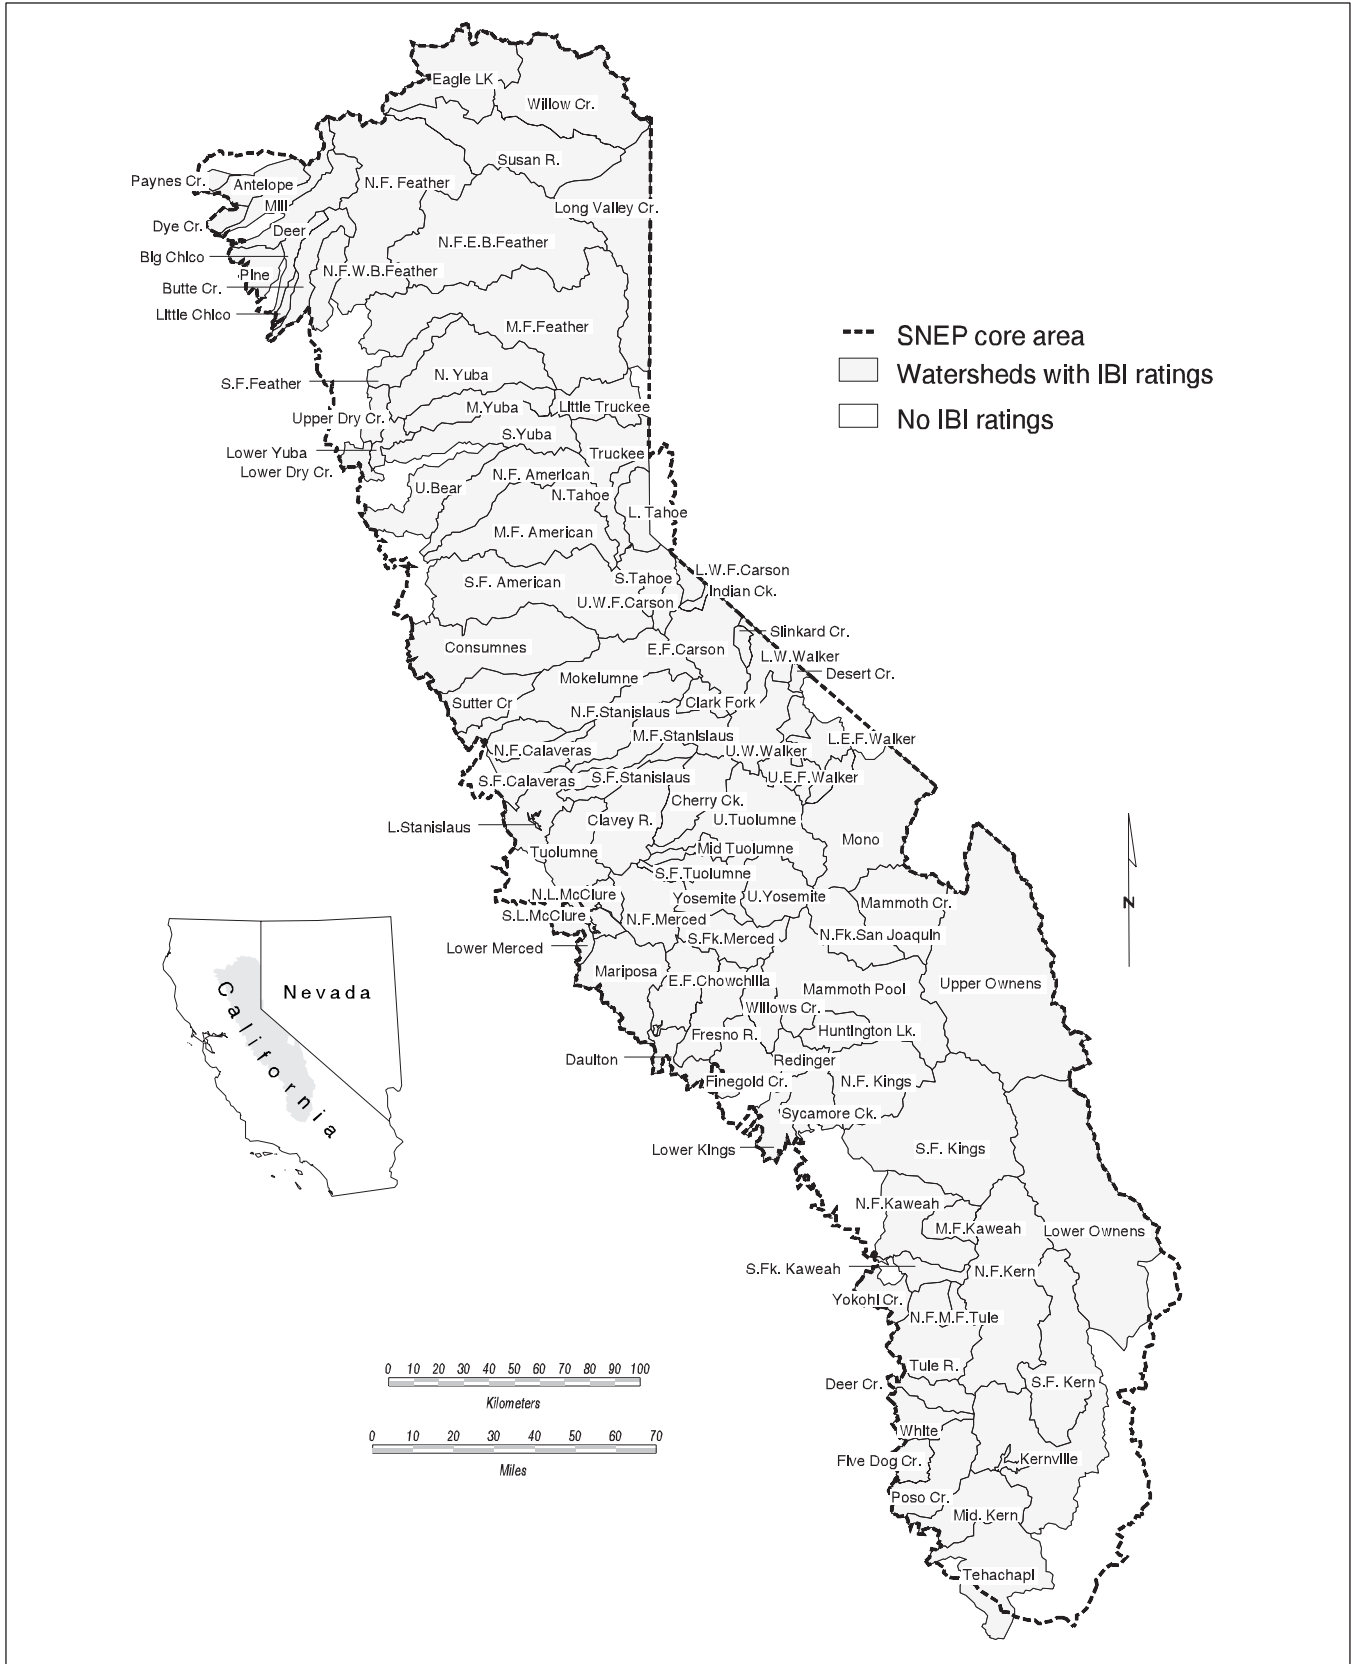 Eagle LK
Willow Cr.
Susan R.
Paynes Cr.
Antelope
N.F. Feather
Mill
Long Valley Cr.
Dye Cr.
Deer
N.F.E.B.Feather
Big Chico
Pine
N.F.W.B.Feather
Butte Cr.
Little Chico
M.F.Feather
SNEP core area
Watersheds with IBI ratings
No IBI ratings
S.F.Feather
N. Yuba
M.Yuba
Little Truckee
Upper Dry Cr.
S.Yuba
Lower Yuba
Truckee
Lower Dry Cr.
N.F. American
U.Bear
N.Tahoe
L. Tahoe
M.F. American
L.W.F.Carson
S.F. American
S.Tahoe
Indian Ck.
U.W.F.Carson
Slinkard Cr.
Consumnes
E.F.Carson
L.W.Walker
Desert Cr.
Mokelumne
Sutter Cr
Clark Fork
N.F.Stanislaus
M.F.Stanislaus
L.E.F.Walker
N.F.Calaveras
U.W.Walker
S.F.Calaveras
S.F.Stanislaus
U.E.F.Walker
Cherry Ck.
L.Stanislaus
Clavey R.
U.Tuolumne
Mono
Tuolumne
Mid Tuolumne
S.F.Tuolumne
N.L.McClure
Yosemite
U.Yosemite
Mammoth Cr.
N
S.L.McClure
N.F.Merced
S.Fk.Merced
N.Fk.San Joaquin
Lower Merced
Mariposa
E.F.Chowchilla
Mammoth Pool
Upper Ownens
Nevada
California
Willows Cr.
Fresno R.
Huntington Lk.
Daulton
Redinger
Finegold Cr.
N.F. Kings
Sycamore Ck.
Lower Kings
S.F. Kings
N.F.Kaweah
M.F.Kaweah
Lower Ownens
S.Fk. Kaweah
N.F.Kern
Yokohl Cr.
N.F.M.F.Tule
Tule R.
Deer Cr.
S.F. Kern
0 10 20 30 40 50 60 70 80 90 100
Kilometers
0 10 20 30 40 50 60 70
Miles
White
Five Dog Cr.
Kernville
Poso Cr.
Mid. Kern
Tehachapi